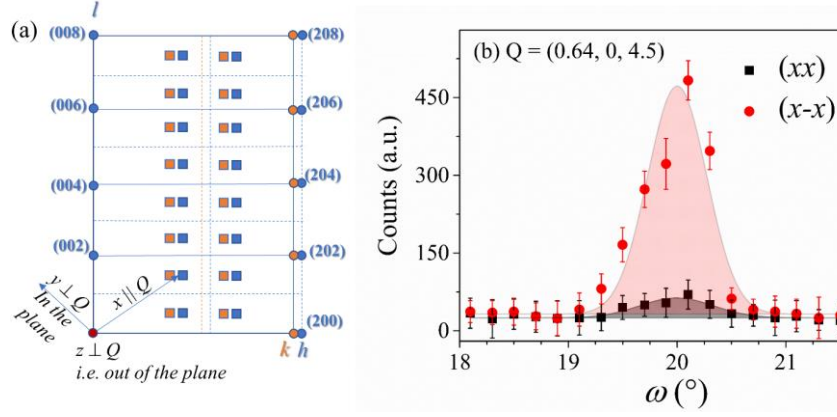 (a)
l
(008)
(208)
(006)
(206)
(004)
(204)
(002)
(202)
y ⊥ Q
In the
plane
x || Q
(200)
z ⊥ Q
k h
i.e. out of the plane
(b) Q = (0.64, 0, 4.5)
(xx)
(x-x)
Counts (a.u.)
450
300
150
0
18 19 20 21
ω (°)